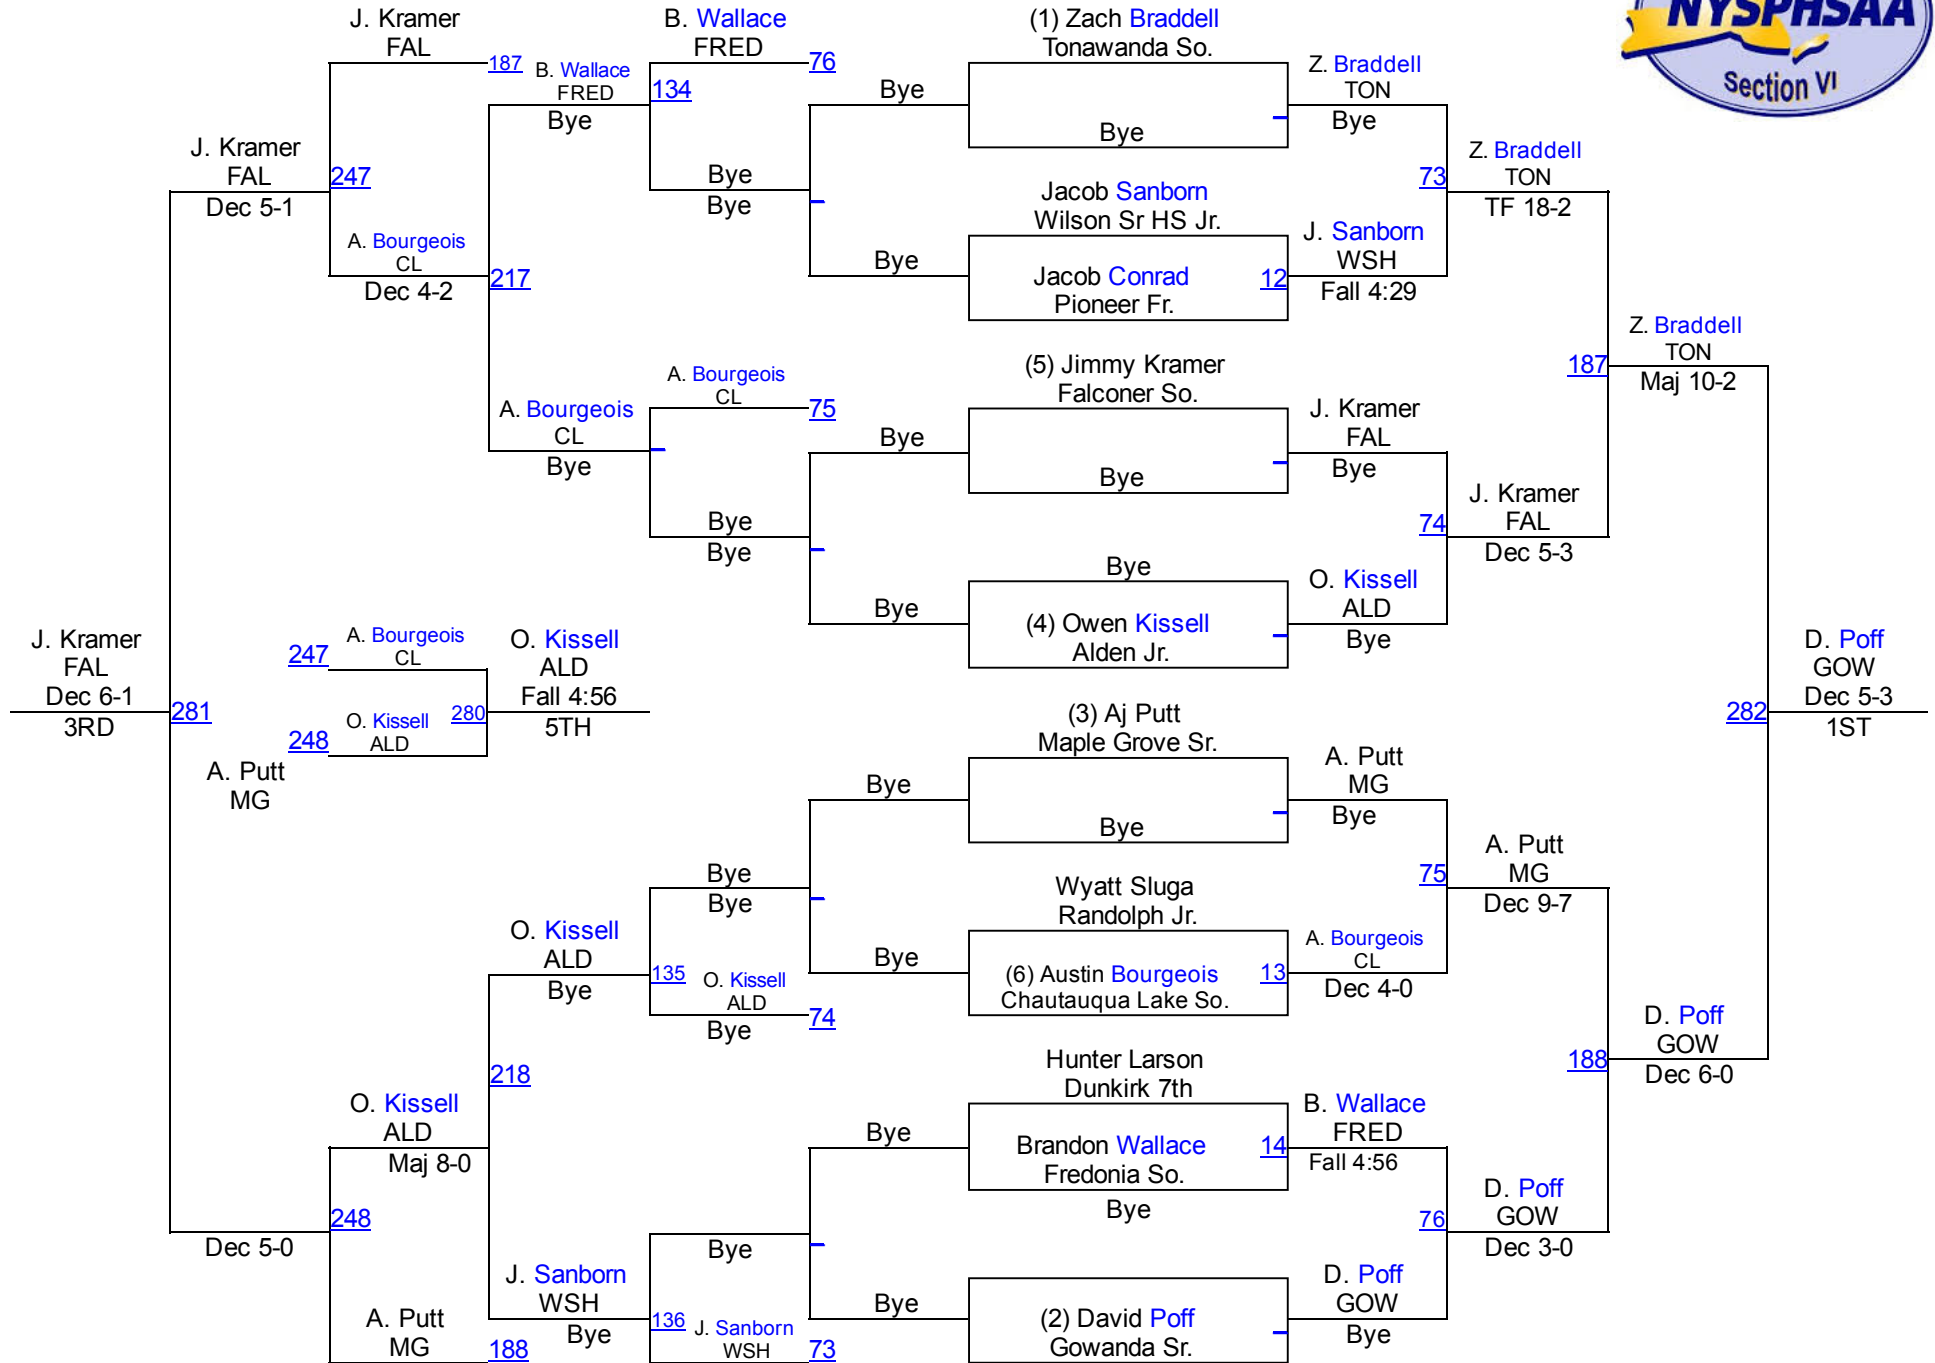 NYSPHSAA
Section VI
J. Kramer
FAL
187
B. Wallace
FRED
Bye
B. Wallace
FRED
76
134
Bye
Bye
J. Kramer
FAL
Dec 5-1
247
A. Bourgeois
CL
Dec 4-2
217
A. Bourgeois
CL
Bye
A. Bourgeois
CL
75
Bye
Bye
Bye
Bye
Bye
Bye
(1) Zach Braddell
Tonawanda So.
Bye
Jacob Sanborn
Wilson Sr HS Jr.
Jacob Conrad
Pioneer Fr.
12
(5) Jimmy Kramer
Falconer So.
Bye
Bye
(4) Owen Kissell
Alden Jr.
Z. Braddell
TON
Bye
73
J. Sanborn
WSH
Fall 4:29
Z. Braddell
TON
TF 18-2
J. Kramer
FAL
Bye
74
O. Kissell
ALD
Bye
J. Kramer
FAL
Dec 5-3
187
Z. Braddell
TON
Maj 10-2
J. Kramer
FAL
Dec 6-1
3RD
281
A. Putt
MG
247
A. Bourgeois
CL
248
O. Kissell
ALD
280
O. Kissell
ALD
Fall 4:56
5TH
282
D. Poff
GOW
Dec 5-3
1ST
(3) Aj Putt
Maple Grove Sr.
Bye
Wyatt Sluga
Randolph Jr.
(6) Austin Bourgeois
Chautauqua Lake So.
13
Hunter Larson
Dunkirk 7th
Brandon Wallace
Fredonia So.
14
Bye
(2) David Poff
Gowanda Sr.
Bye
Bye
Bye
Bye
Bye
Bye
O. Kissell
ALD
Bye
135
O. Kissell
ALD
Bye
74
218
O. Kissell
ALD
Maj 8-0
248
Dec 5-0
A. Putt
MG
188
J. Sanborn
WSH
Bye
Bye
136
J. Sanborn
WSH
73
A. Putt
MG
Bye
75
A. Bourgeois
CL
Dec 4-0
A. Putt
MG
Dec 9-7
B. Wallace
FRED
Fall 4:56
76
D. Poff
GOW
Bye
D. Poff
GOW
Dec 3-0
188
D. Poff
GOW
Dec 6-0